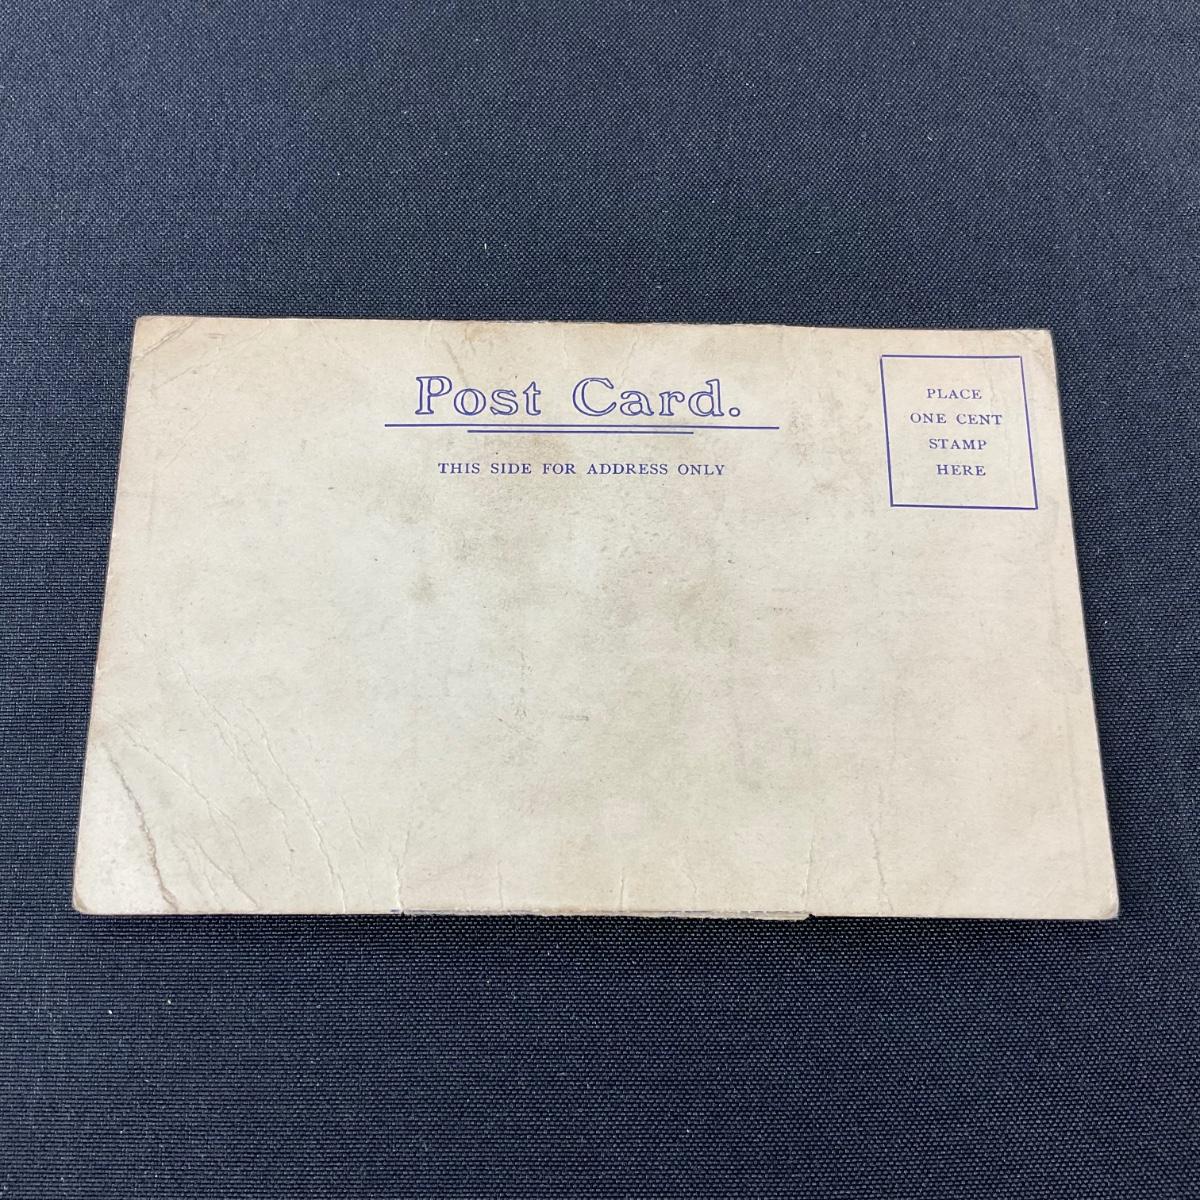 Post Card.
THIS SIDE FOR ADDRESS ONLY
PLACE
ONE CENT
STAMP
HERE